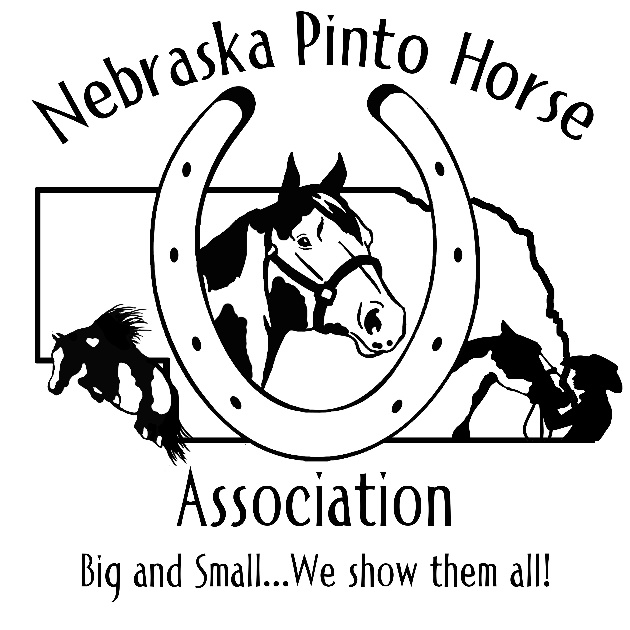 Nebraska Pinto Horse
Association
Big and Small...We show them all!